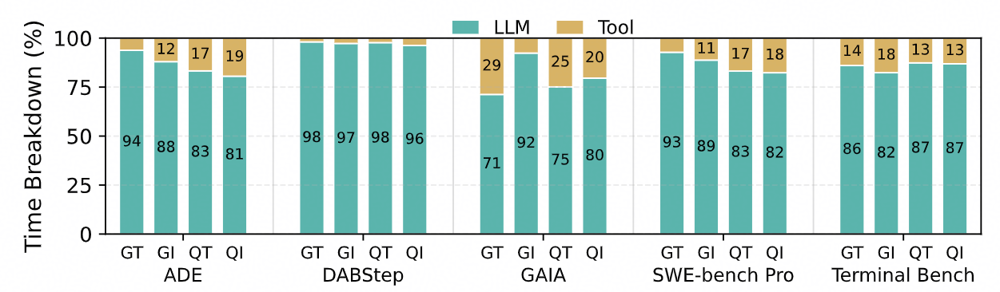 LLM Tool
Time Breakdown (%)
100
75
50
25
0
94 88 12 83 17 81 19
98 97 98 96
71 29 92 75 25 80 20
93 89 11 83 17 82 18
86 14 82 18 87 13 87 13
GT GI QT QI GT GI QT QI GT GI QT QI GT GI QT QI GT GI QT QI
ADE DABStep GAIA SWE-bench Pro Terminal Bench